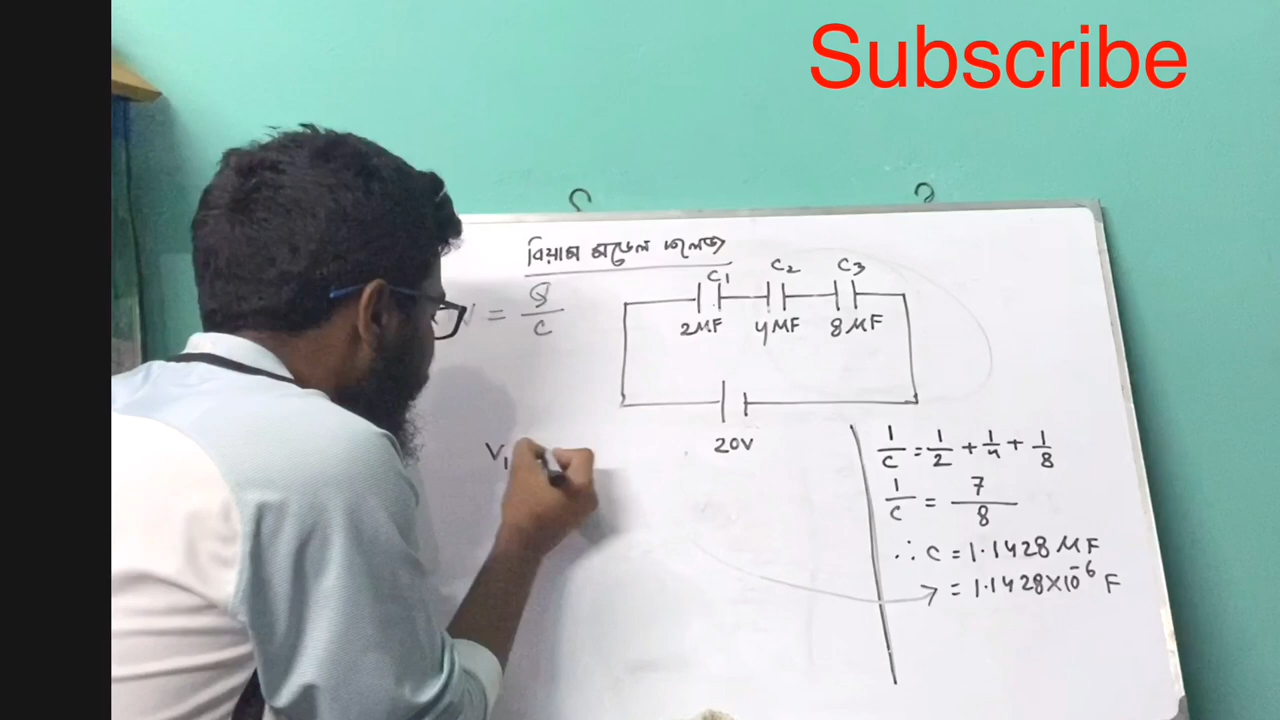 Subscribe
বিয়াম মডেল কলেজ
C1 C2 C3
V = Q/C
2MF 4MF 8MF
20V
V1
1/C = 1/2 + 1/4 + 1/8
1/C = 7/8
∴ C = 1.1428 MF
= 1.1428×10⁻⁶ F